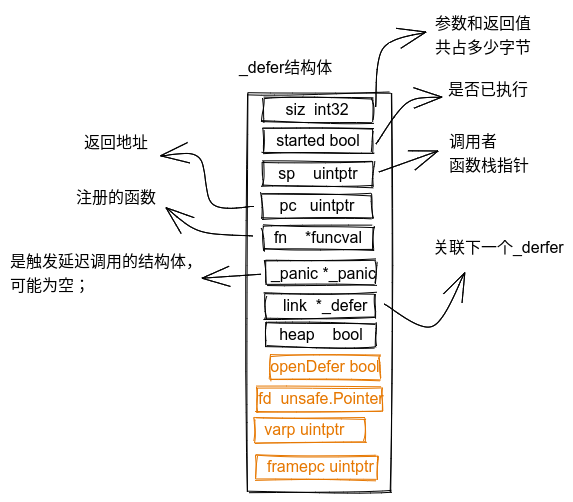 参数和返回值
共占多少字节
_defer结构体
是否已执行
siz int32
started bool
返回地址
调用者
函数栈指针
sp uintptr
注册的函数
pc uintptr
fn *funcval
关联下一个_derfer
是触发延迟调用的结构体，
可能为空；
_panic *_panic
link *_defer
heap bool
openDefer bool
fd unsafe.Pointer
varp uintptr
framepc uintptr